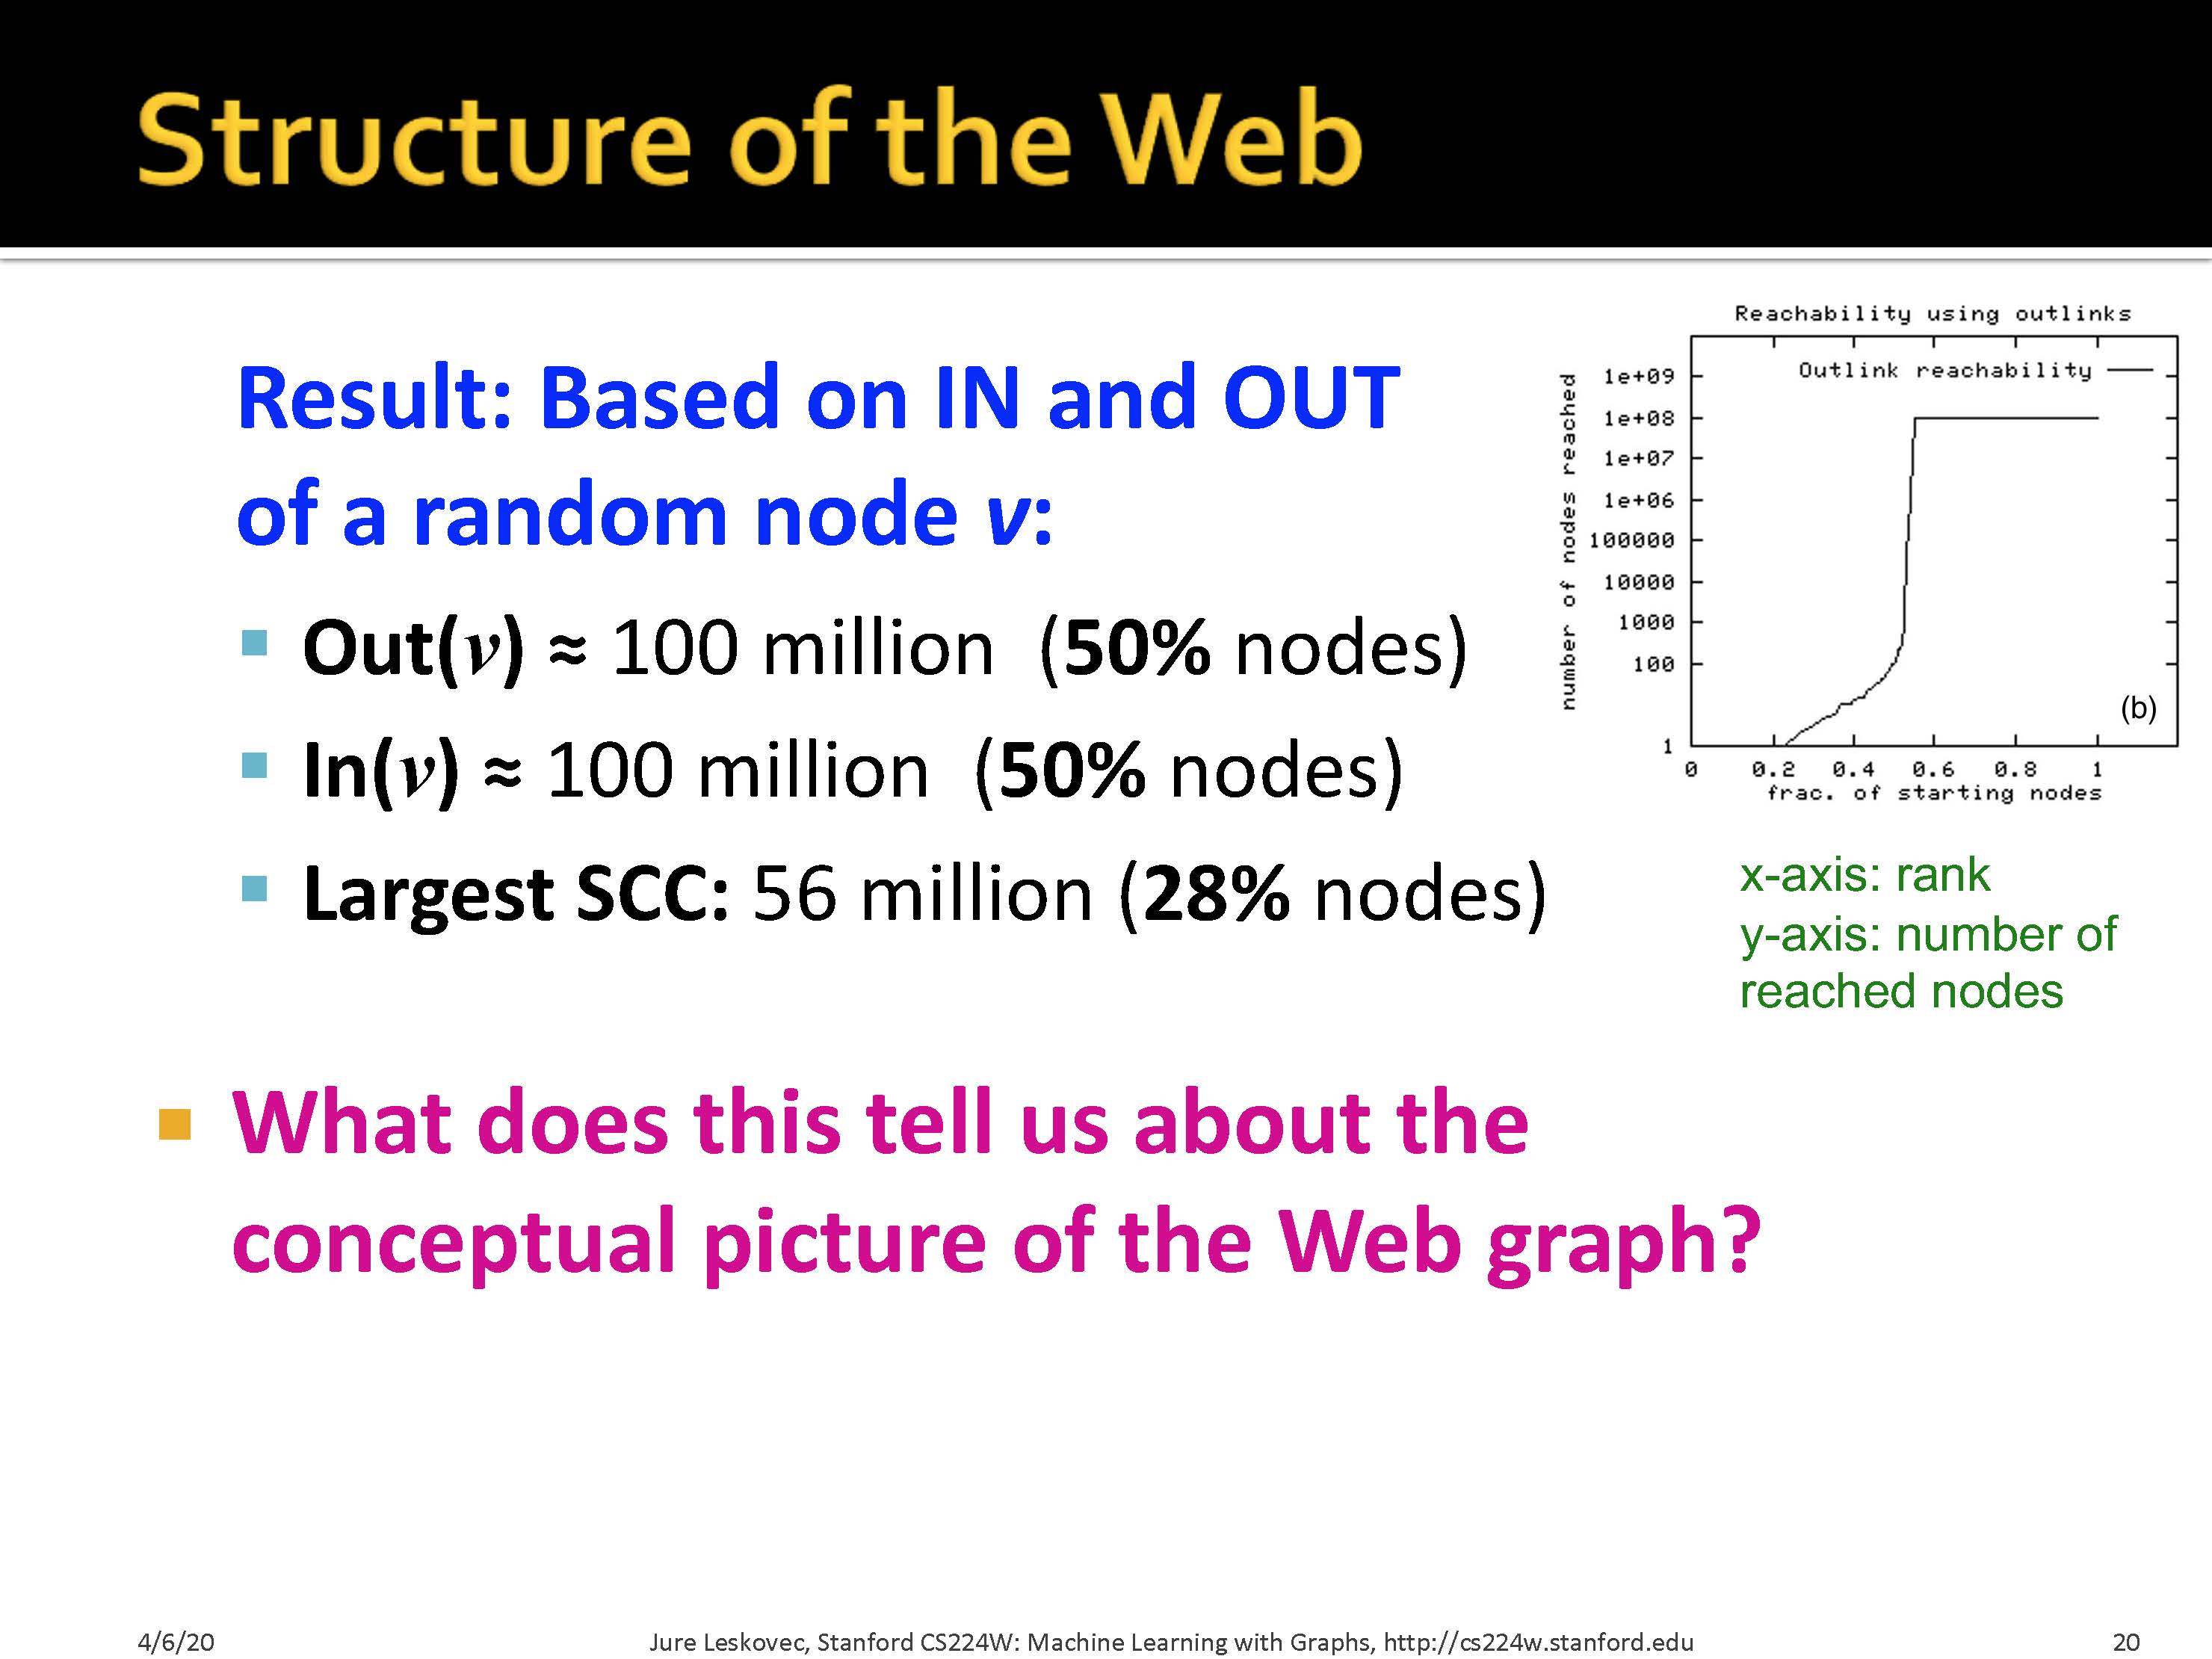 Structure of the Web
Result: Based on IN and OUT
of a random node v:
Out(v) ≈ 100 million (50% nodes)
In(v) ≈ 100 million (50% nodes)
Largest SCC: 56 million (28% nodes)
Reachability using outlinks
Outlink reachability
number of nodes reached
1e+09
1e+08
1e+07
1e+06
100000
10000
1000
100
1
(b)
0 0.2 0.4 0.6 0.8 1
frac. of starting nodes
x-axis: rank
y-axis: number of
reached nodes
What does this tell us about the
conceptual picture of the Web graph?
4/6/20
Jure Leskovec, Stanford CS224W: Machine Learning with Graphs, http://cs224w.stanford.edu
20